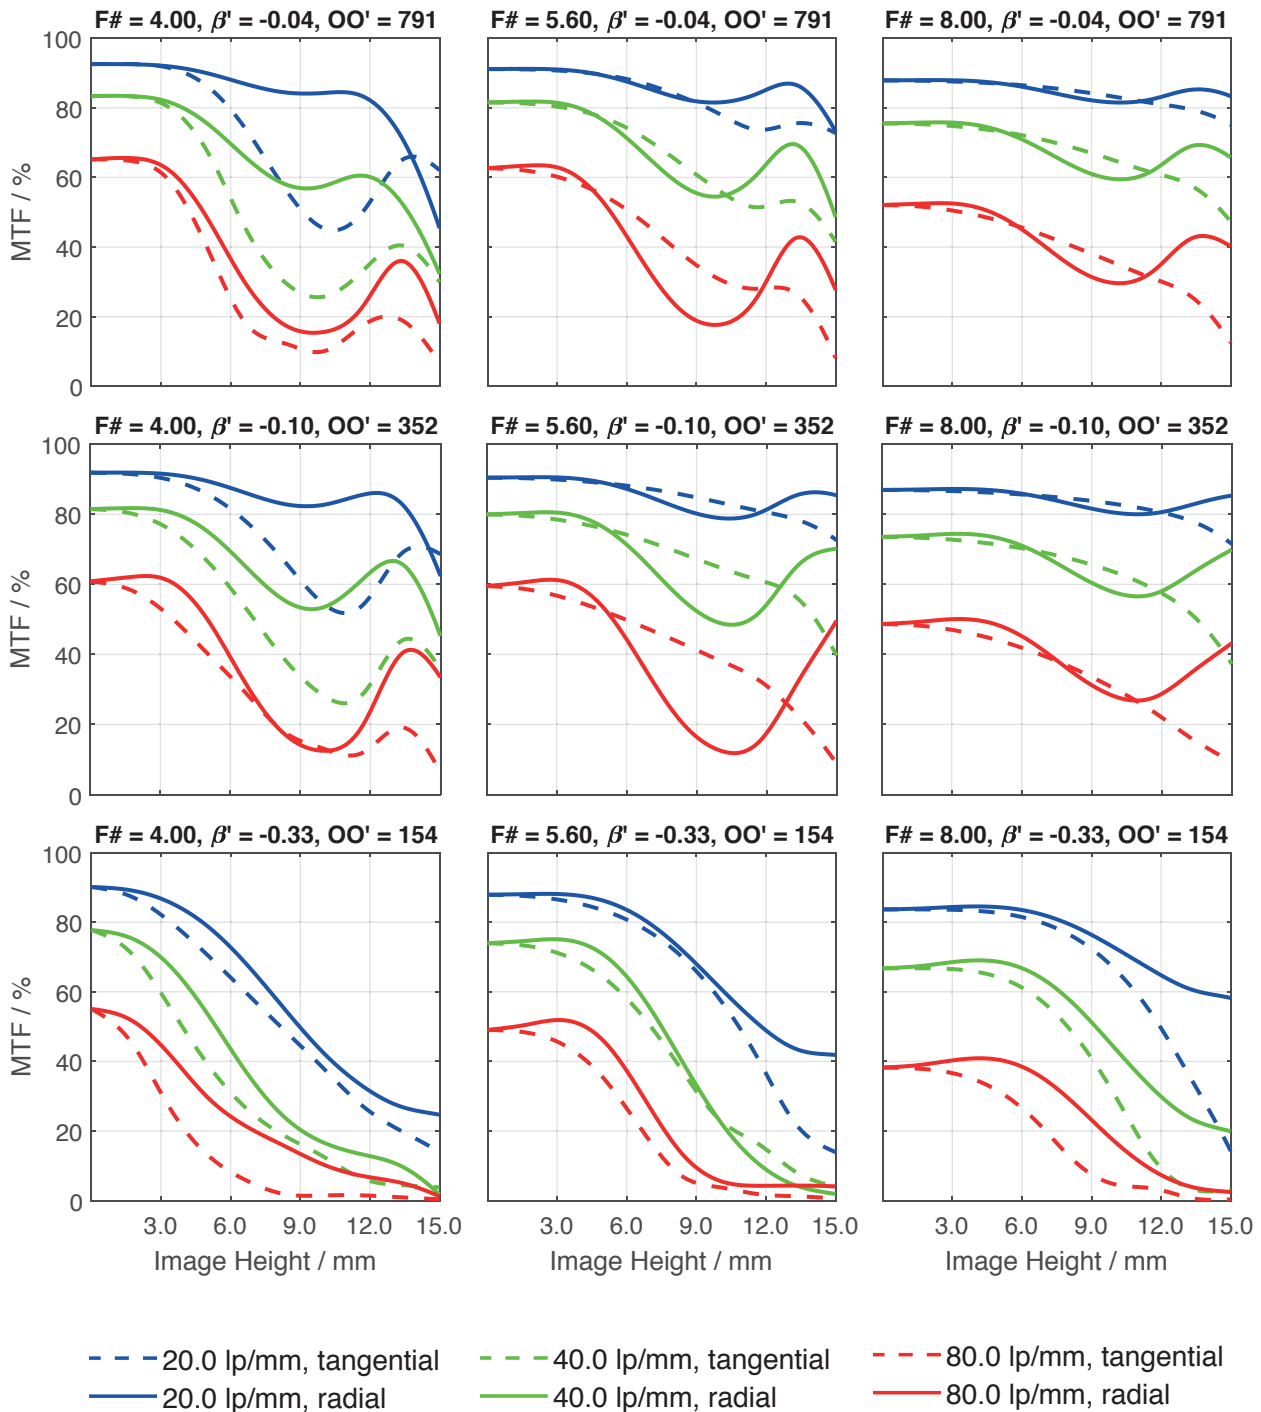 F# = 4.00, β' = -0.04, OO' = 791
F# = 5.60, β' = -0.04, OO' = 791
F# = 8.00, β' = -0.04, OO' = 791
100
80
60
40
20
0
MTF / %
F# = 4.00, β' = -0.10, OO' = 352
F# = 5.60, β' = -0.10, OO' = 352
F# = 8.00, β' = -0.10, OO' = 352
100
80
60
40
20
0
MTF / %
F# = 4.00, β' = -0.33, OO' = 154
F# = 5.60, β' = -0.33, OO' = 154
F# = 8.00, β' = -0.33, OO' = 154
100
80
60
40
20
0
MTF / %
3.0 6.0 9.0 12.0 15.0
3.0 6.0 9.0 12.0 15.0
3.0 6.0 9.0 12.0 15.0
Image Height / mm
Image Height / mm
Image Height / mm
20.0 lp/mm, tangential
40.0 lp/mm, tangential
80.0 lp/mm, tangential
20.0 lp/mm, radial
40.0 lp/mm, radial
80.0 lp/mm, radial